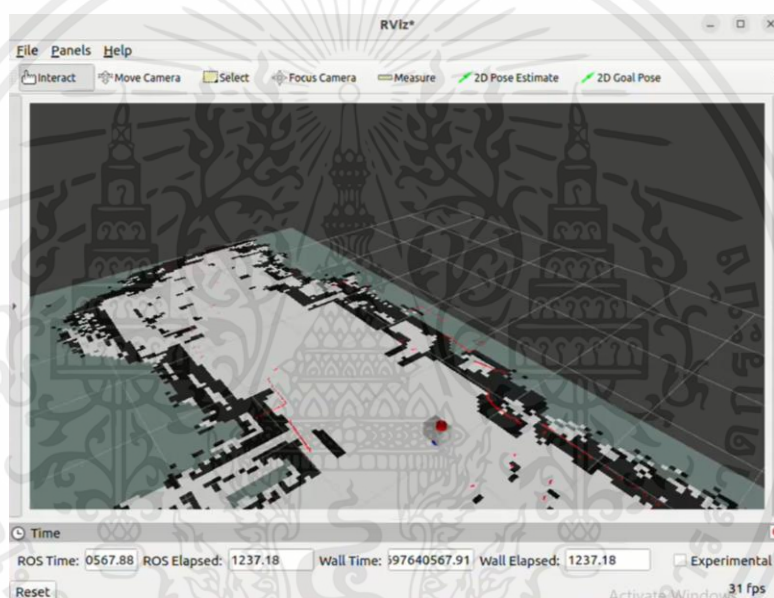 RViz*
File Panels Help
Interact Move Camera Select Focus Camera Measure 2D Pose Estimate 2D Goal Pose
Time
ROS Time: 0567.88 ROS Elapsed: 1237.18 Wall Time: 597640567.91 Wall Elapsed: 1237.18 Experimental
Reset Activate Windows 31 fps